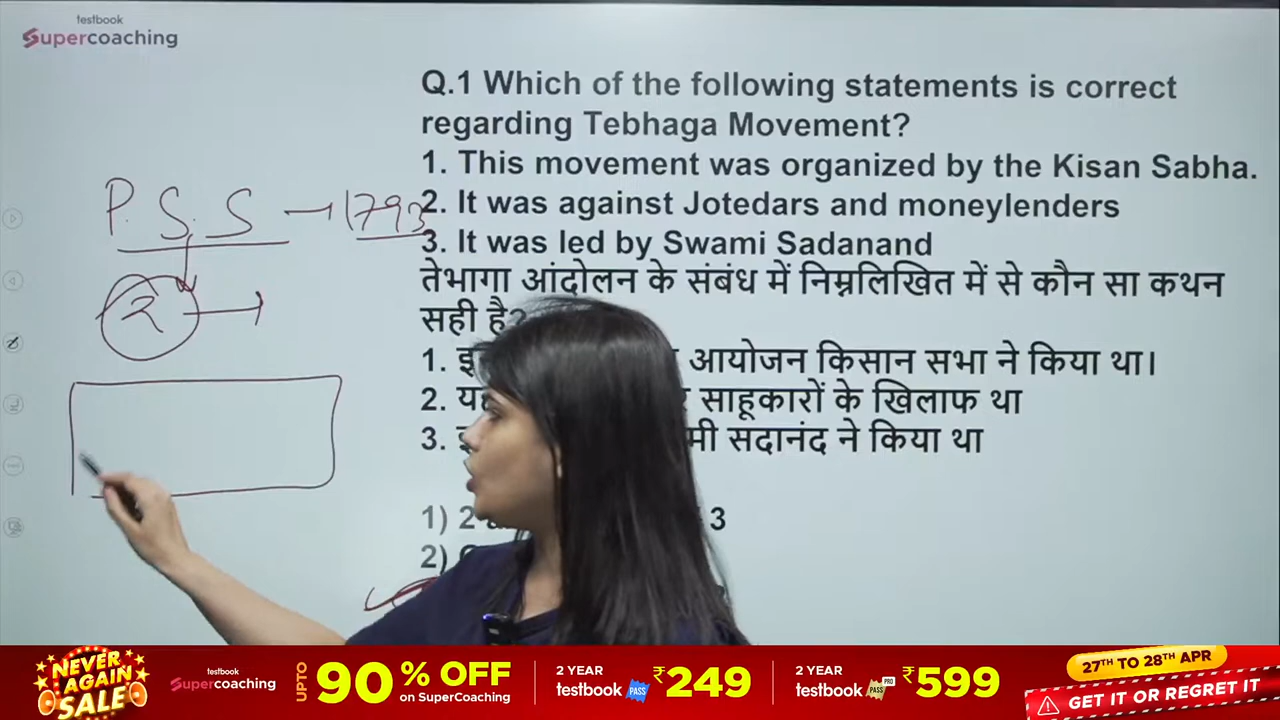 testbook
Supercoaching
Q.1 Which of the following statements is correct
regarding Tebhaga Movement?
1. This movement was organized by the Kisan Sabha.
2. It was against Jotedars and moneylenders
3. It was led by Swami Sadanand
तेभागा आंदोलन के संबंध में निम्नलिखित में से कौन सा कथन
सही है?
1. आयोजन किसान सभा ने किया था।
2. साहूकारों के खिलाफ था
3. सदानंद ने किया था
1) 2 3
2)
P.S.S → 1793
2
NEVER
AGAIN
SALE
testbook
Supercoaching
UPTO
90% OFF
on SuperCoaching
2 YEAR
testbook PASS
₹249
2 YEAR
testbook PASS PRO
₹599
27TH TO 28TH APR
GET IT OR REGRET IT